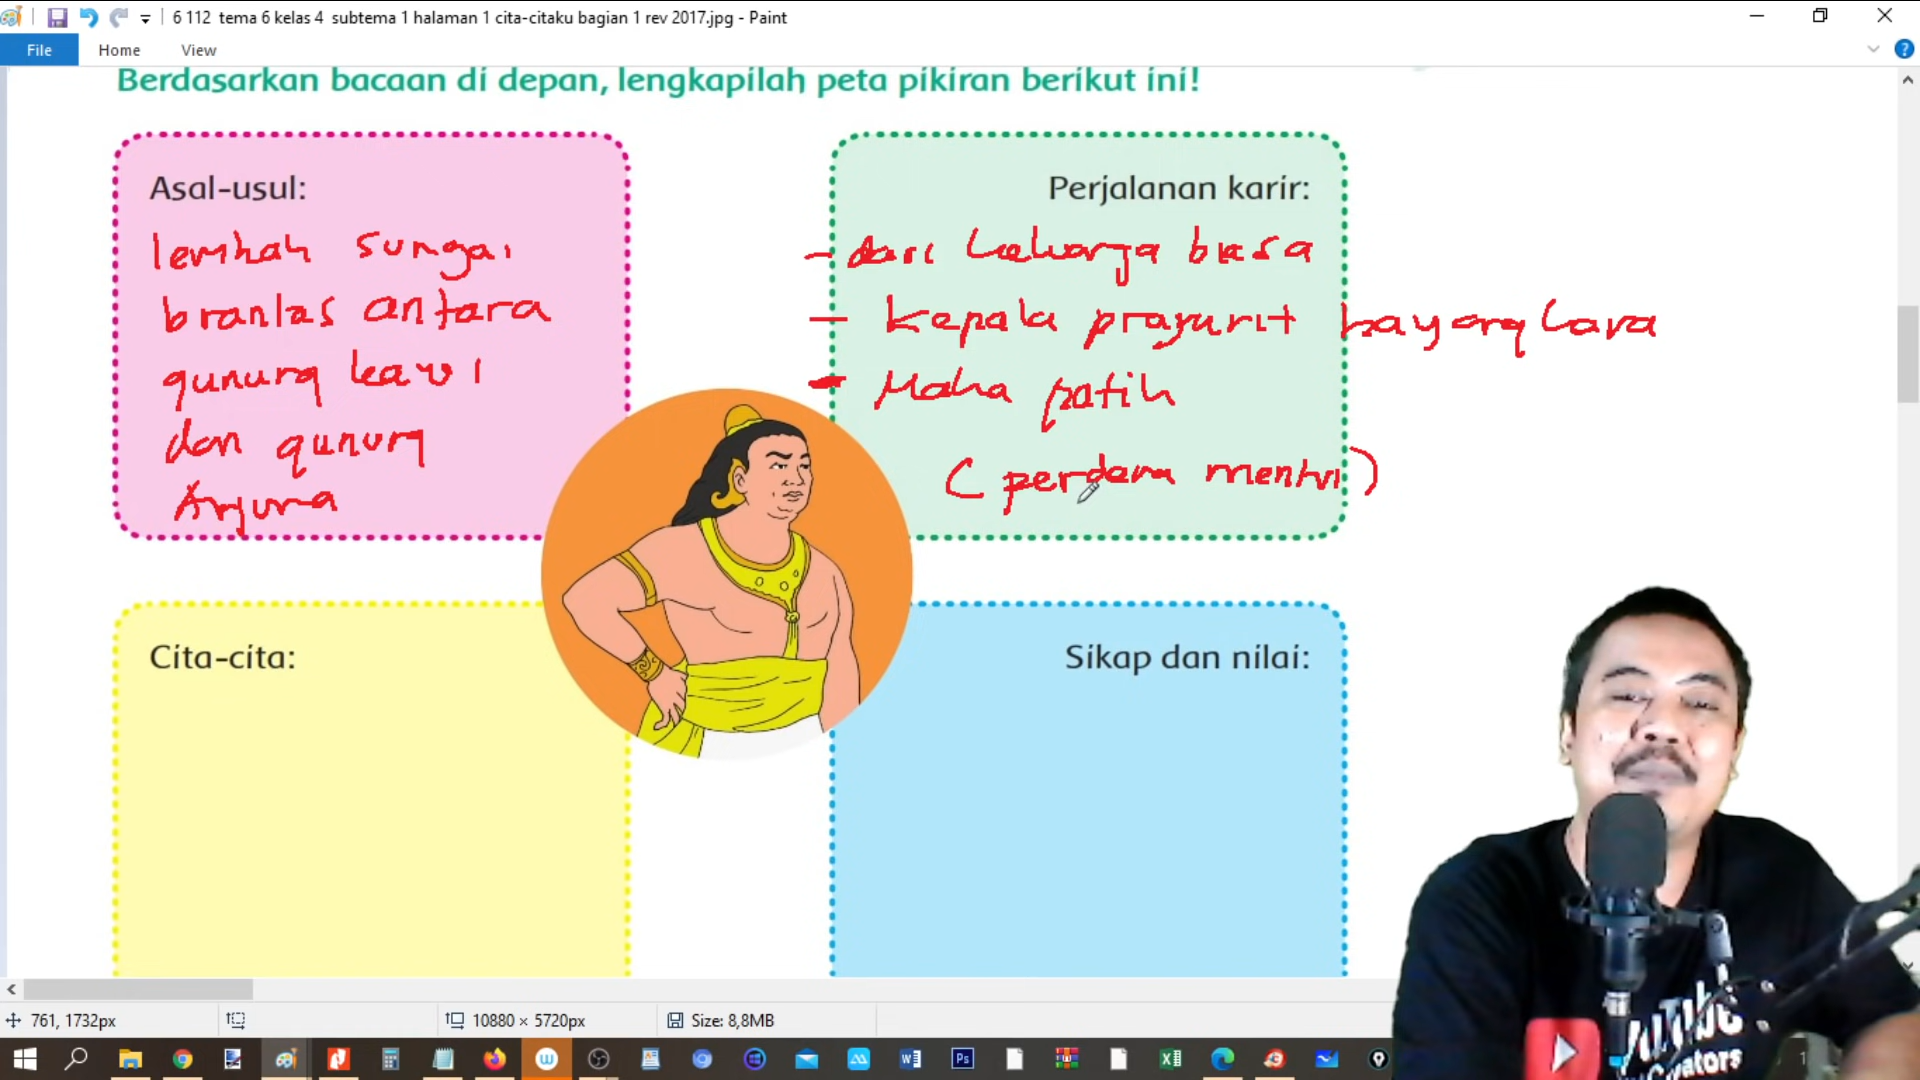 6 112 tema 6 kelas 4 subtema 1 halaman 1 cita-citaku bagian 1 rev 2017.jpg - Paint
File Home View
Berdasarkan bacaan di depan, lengkapilah peta pikiran berikut ini!
Asal-usul:
lembah sungai
brantas antara
gunung kawi
dan gunung
Arjuna
Perjalanan karir:
- dari keluarga biasa
- Kepala prajurit bayangkara
- Maha patih
(perdana mentri)
Cita-cita:
Sikap dan nilai:
761, 1732px
10880 × 5720px
Size: 8,8MB
YouTube
Creators